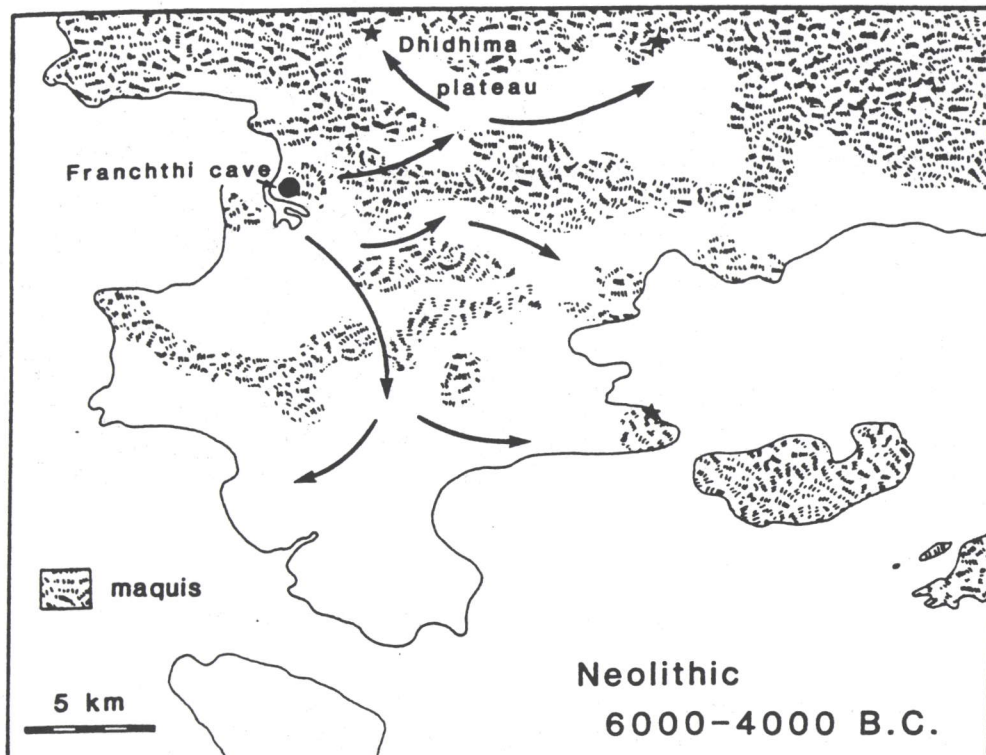 Dhidhima
plateau
Franchthi cave
maquis
5 km
Neolithic
6000-4000 B.C.